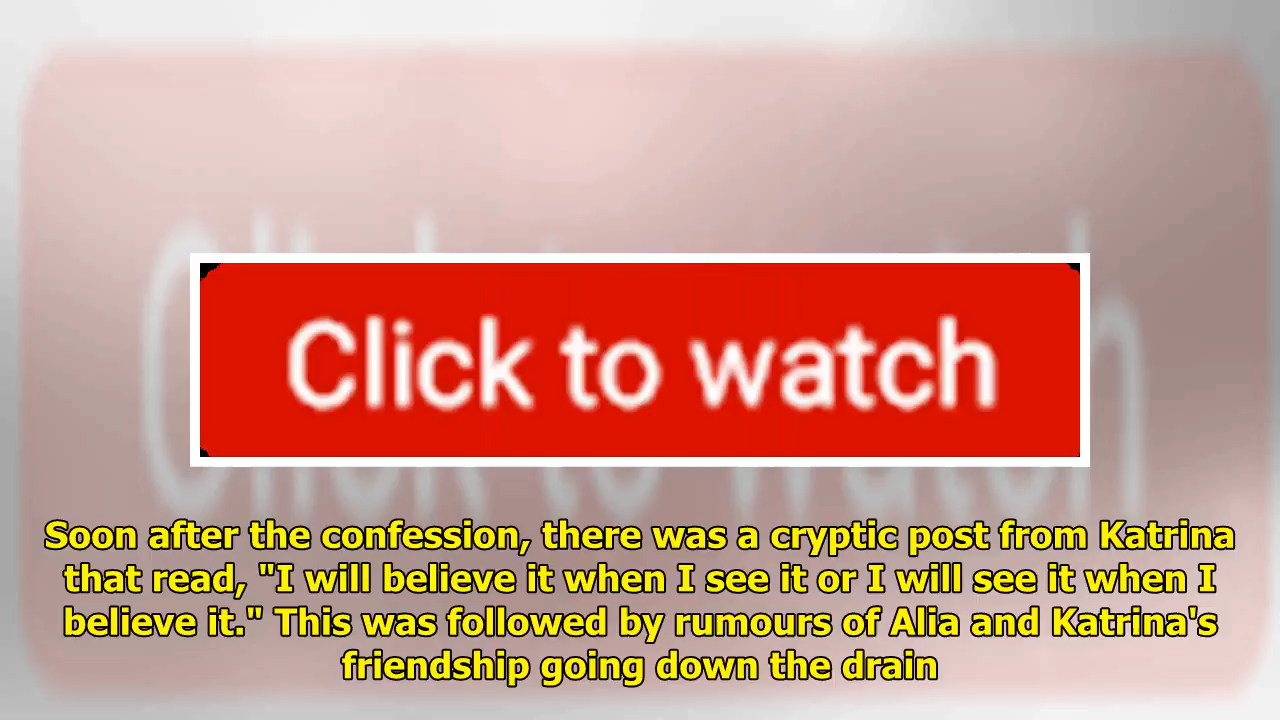 Click to watch
Soon after the confession, there was a cryptic post from Katrina
that read, "I will believe it when I see it or I will see it when I
believe it." This was followed by rumours of Alia and Katrina's
friendship going down the drain